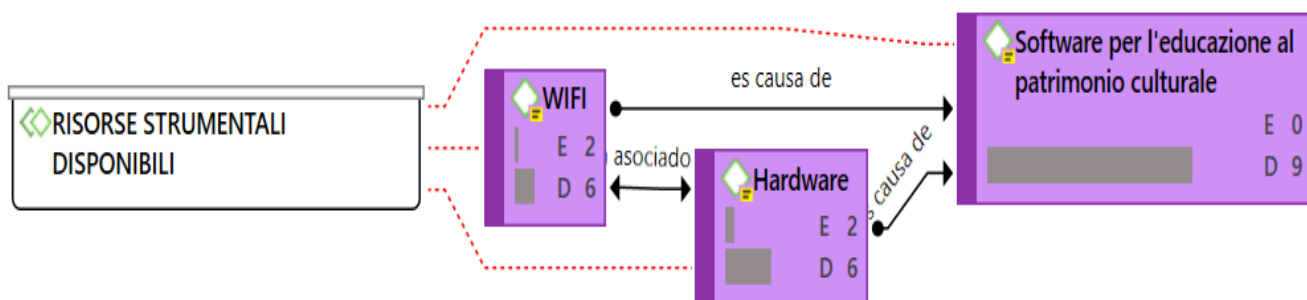 RISORSE STRUMENTALI
DISPONIBILI
WIFI
E 2
D 6
es causa de
asociado
Hardware
E 2
D 6
causa de
Software per l'educazione al
patrimonio culturale
E 0
D 9